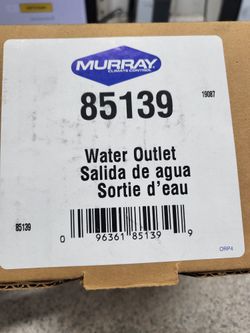 MURRAY
CLIMATE CONTROL
85139
19087
Water Outlet
Salida de agua
Sortie d'eau
85139
0 96361 85139 9
ORP4